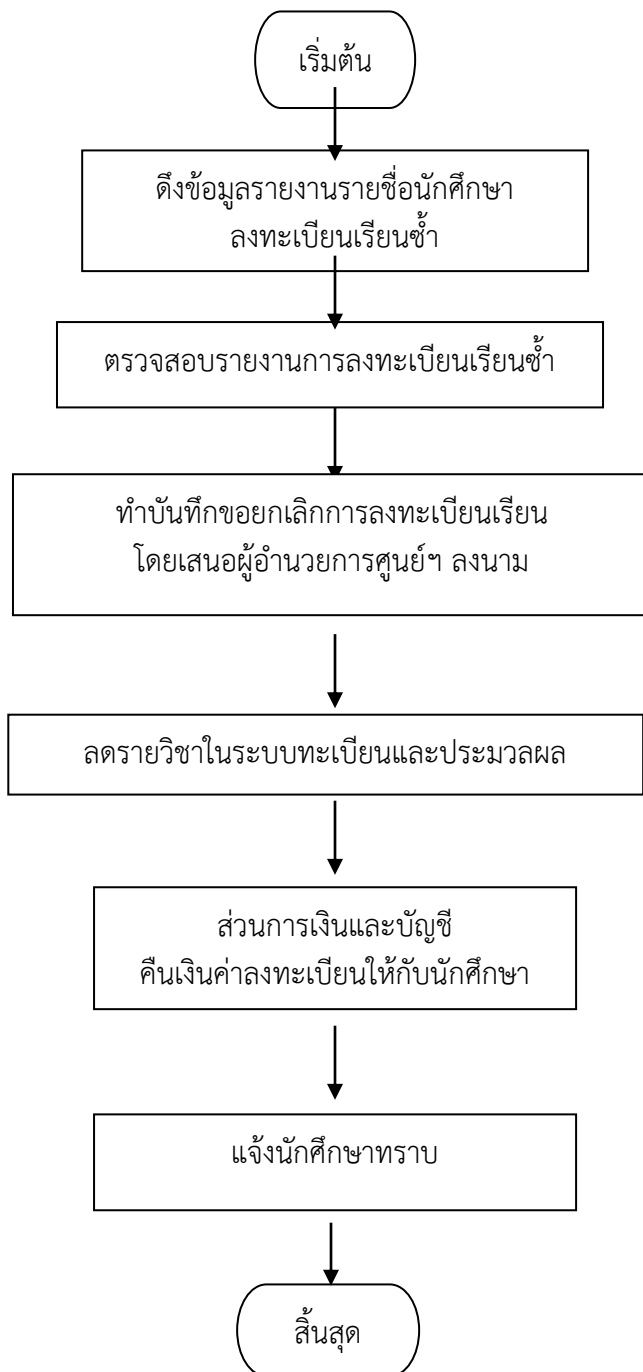 เริ่มต้น
ดึงข้อมูลรายงานรายชื่อนักศึกษา
ลงทะเบียนเรียนซ้ำ
ตรวจสอบรายงานการลงทะเบียนเรียนซ้ำ
ทำบันทึกขอยกเลิกการลงทะเบียนเรียน
โดยเสนอผู้อำนวยการศูนย์ฯ ลงนาม
ลดรายวิชาในระบบทะเบียนและประมวลผล
ส่วนการเงินและบัญชี
คืนเงินค่าลงทะเบียนให้กับนักศึกษา
แจ้งนักศึกษาทราบ
สิ้นสุด